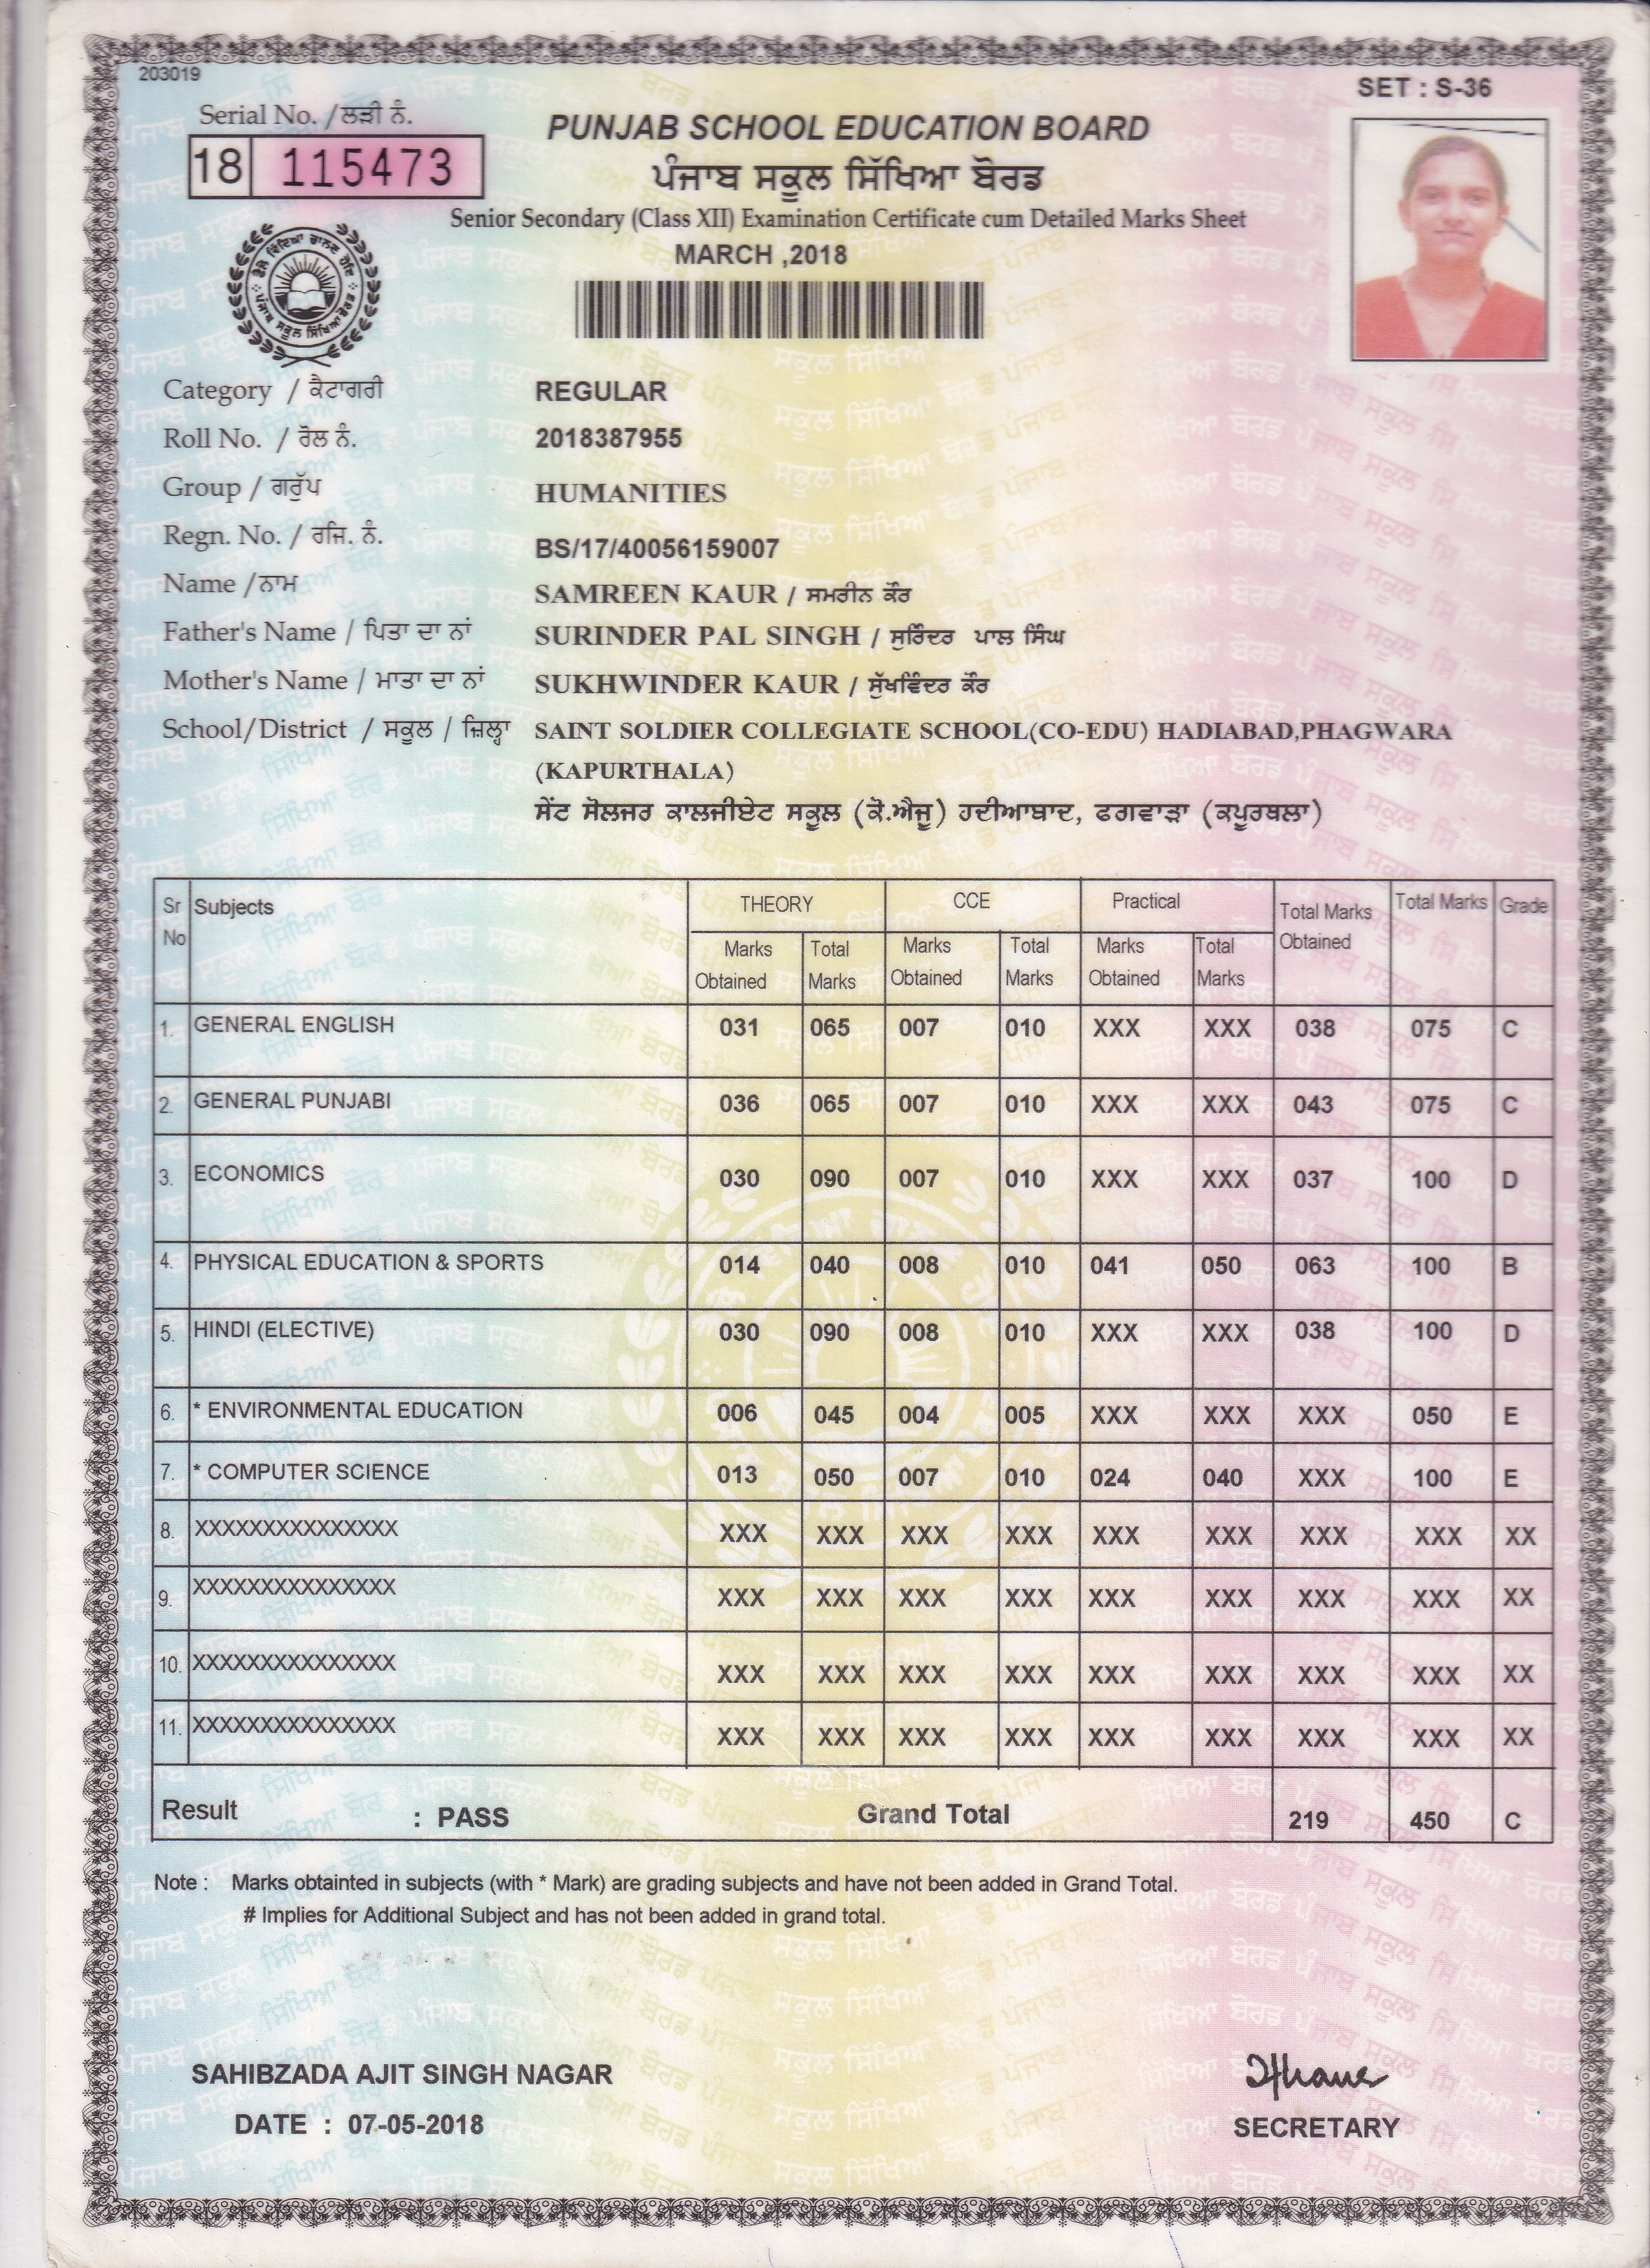 203019
SET : S-36
Serial No. /ਲੜੀ ਨੰ.
18 115473
PUNJAB SCHOOL EDUCATION BOARD
ਪੰਜਾਬ ਸਕੂਲ ਸਿੱਖਿਆ ਬੋਰਡ
Senior Secondary (Class XII) Examination Certificate cum Detailed Marks Sheet
MARCH ,2018
Category / ਕੈਟਾਗਰੀ REGULAR
Roll No. / ਰੋਲ ਨੰ. 2018387955
Group / ਗਰੁੱਪ HUMANITIES
Regn. No. / ਰਜਿ. ਨੰ. BS/17/40056159007
Name /ਨਾਮ SAMREEN KAUR / ਸਮਰੀਨ ਕੌਰ
Father's Name / ਪਿਤਾ ਦਾ ਨਾਂ SURINDER PAL SINGH / ਸੁਰਿੰਦਰ ਪਾਲ ਸਿੰਘ
Mother's Name / ਮਾਤਾ ਦਾ ਨਾਂ SUKHWINDER KAUR / ਸੁੱਖਵਿੰਦਰ ਕੌਰ
School/District / ਸਕੂਲ / ਜ਼ਿਲ੍ਹਾ SAINT SOLDIER COLLEGIATE SCHOOL(CO-EDU) HADIABAD,PHAGWARA
(KAPURTHALA)
ਸੇਂਟ ਸੋਲਜਰ ਕਾਲਜੀਏਟ ਸਕੂਲ (ਕੋ.ਐਜੂ) ਹਦੀਆਬਾਦ, ਫਗਵਾੜਾ (ਕਪੂਰਥਲਾ)
Sr No Subjects THEORY CCE Practical Total Marks Obtained Total Marks Grade
Marks Obtained Total Marks Marks Obtained Total Marks Marks Obtained Total Marks
1. GENERAL ENGLISH 031 065 007 010 XXX XXX 038 075 C
2. GENERAL PUNJABI 036 065 007 010 XXX XXX 043 075 C
3. ECONOMICS 030 090 007 010 XXX XXX 037 100 D
4. PHYSICAL EDUCATION & SPORTS 014 040 008 010 041 050 063 100 B
5. HINDI (ELECTIVE) 030 090 008 010 XXX XXX 038 100 D
6. * ENVIRONMENTAL EDUCATION 006 045 004 005 XXX XXX XXX 050 E
7. * COMPUTER SCIENCE 013 050 007 010 024 040 XXX 100 E
8. XXXXXXXXXXXXXXX XXX XXX XXX XXX XXX XXX XXX XXX XX
9. XXXXXXXXXXXXXXX XXX XXX XXX XXX XXX XXX XXX XXX XX
10. XXXXXXXXXXXXXXX XXX XXX XXX XXX XXX XXX XXX XXX XX
11. XXXXXXXXXXXXXXX XXX XXX XXX XXX XXX XXX XXX XXX XX
Result : PASS Grand Total 219 450 C
Note : Marks obtainted in subjects (with * Mark) are grading subjects and have not been added in Grand Total.
# Implies for Additional Subject and has not been added in grand total.
SAHIBZADA AJIT SINGH NAGAR
DATE : 07-05-2018
SECRETARY